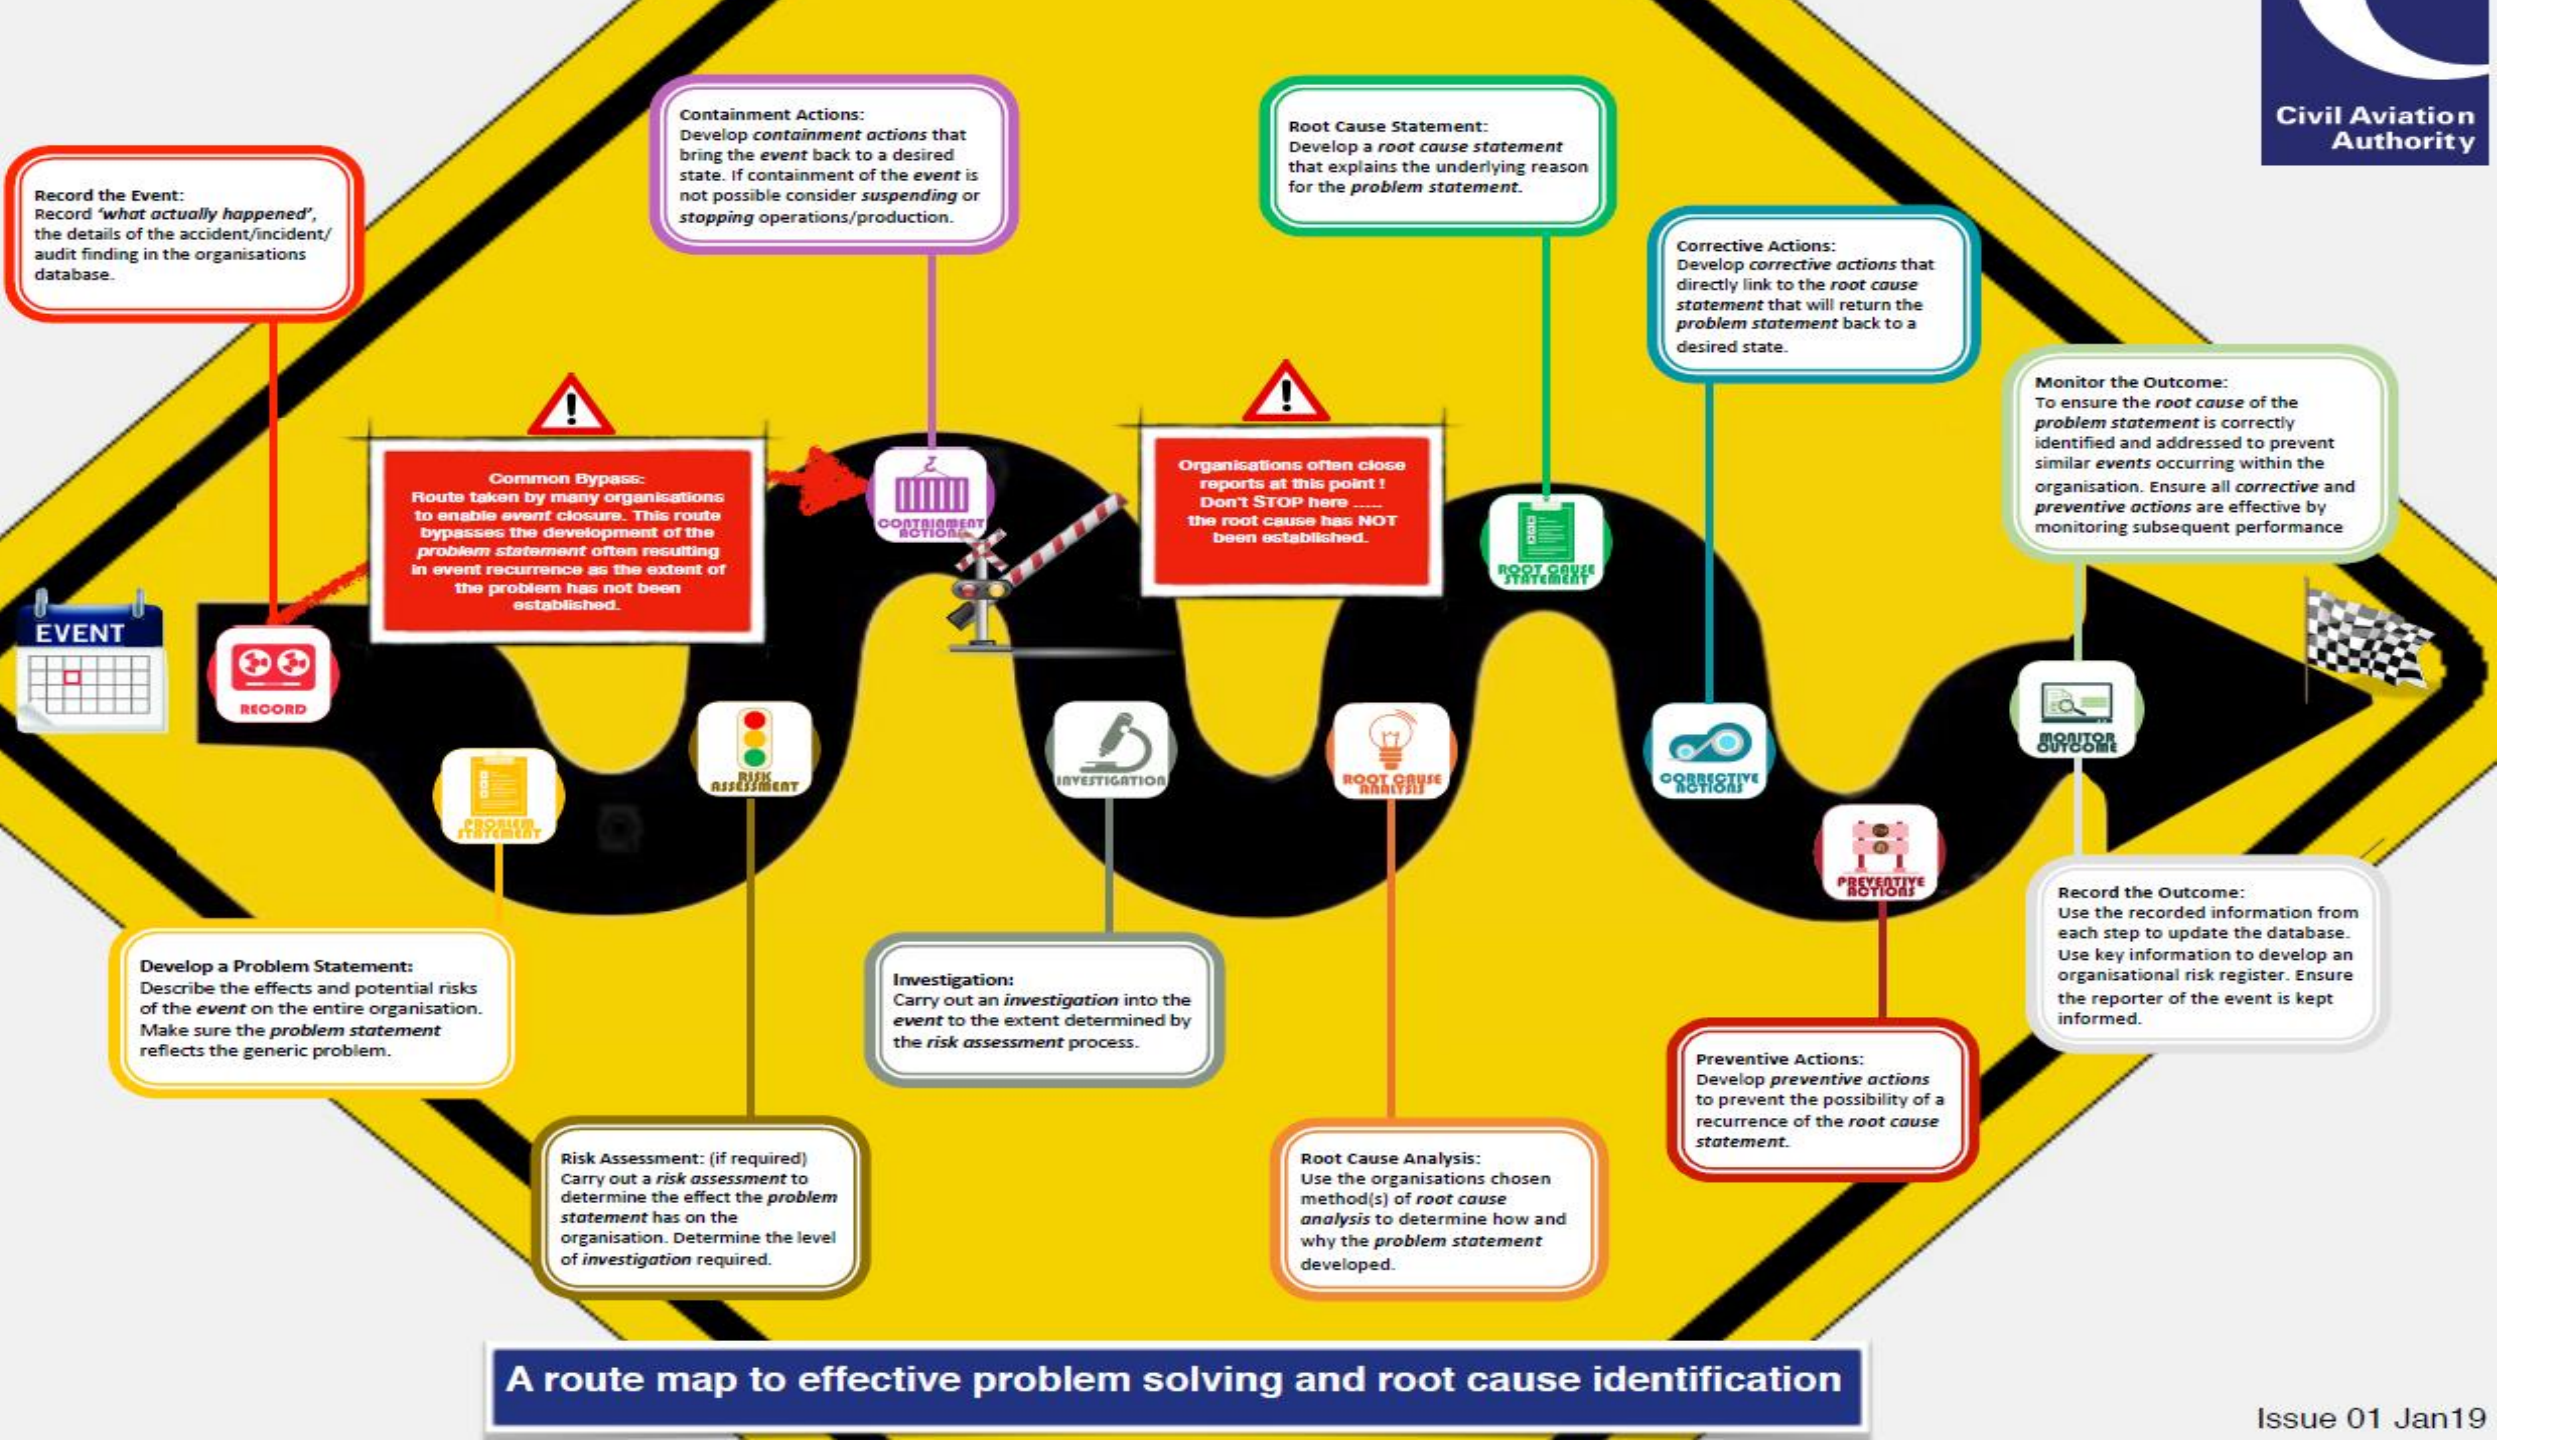 Civil Aviation
Authority
Record the Event:
Record ‘what actually happened’,
the details of the accident/incident/
audit finding in the organisations
database.
Containment Actions:
Develop containment actions that
bring the event back to a desired
state. If containment of the event is
not possible consider suspending or
stopping operations/production.
Root Cause Statement:
Develop a root cause statement
that explains the underlying reason
for the problem statement.
Corrective Actions:
Develop corrective actions that
directly link to the root cause
statement that will return the
problem statement back to a
desired state.
Monitor the Outcome:
To ensure the root cause of the
problem statement is correctly
identified and addressed to prevent
similar events occurring within the
organisation. Ensure all corrective and
preventive actions are effective by
monitoring subsequent performance
Common Bypass:
Route taken by many organisations
to enable event closure. This route
bypasses the development of the
problem statement often resulting
in event recurrence as the extent of
the problem has not been
established.
Organisations often close
reports at this point !
Don't STOP here .....
the root cause has NOT
been established.
EVENT
RECORD
PROBLEM
STATEMENT
RISK
ASSESSMENT
CONTAINMENT
ACTIONS
INVESTIGATION
ROOT CAUSE
ANALYSIS
ROOT CAUSE
STATEMENT
CORRECTIVE
ACTIONS
PREVENTIVE
ACTIONS
MONITOR
OUTCOME
Develop a Problem Statement:
Describe the effects and potential risks
of the event on the entire organisation.
Make sure the problem statement
reflects the generic problem.
Risk Assessment: (if required)
Carry out a risk assessment to
determine the effect the problem
statement has on the
organisation. Determine the level
of investigation required.
Investigation:
Carry out an investigation into the
event to the extent determined by
the risk assessment process.
Root Cause Analysis:
Use the organisations chosen
method(s) of root cause
analysis to determine how and
why the problem statement
developed.
Preventive Actions:
Develop preventive actions
to prevent the possibility of a
recurrence of the root cause
statement.
Record the Outcome:
Use the recorded information from
each step to update the database.
Use key information to develop an
organisational risk register. Ensure
the reporter of the event is kept
informed.
A route map to effective problem solving and root cause identification
Issue 01 Jan19